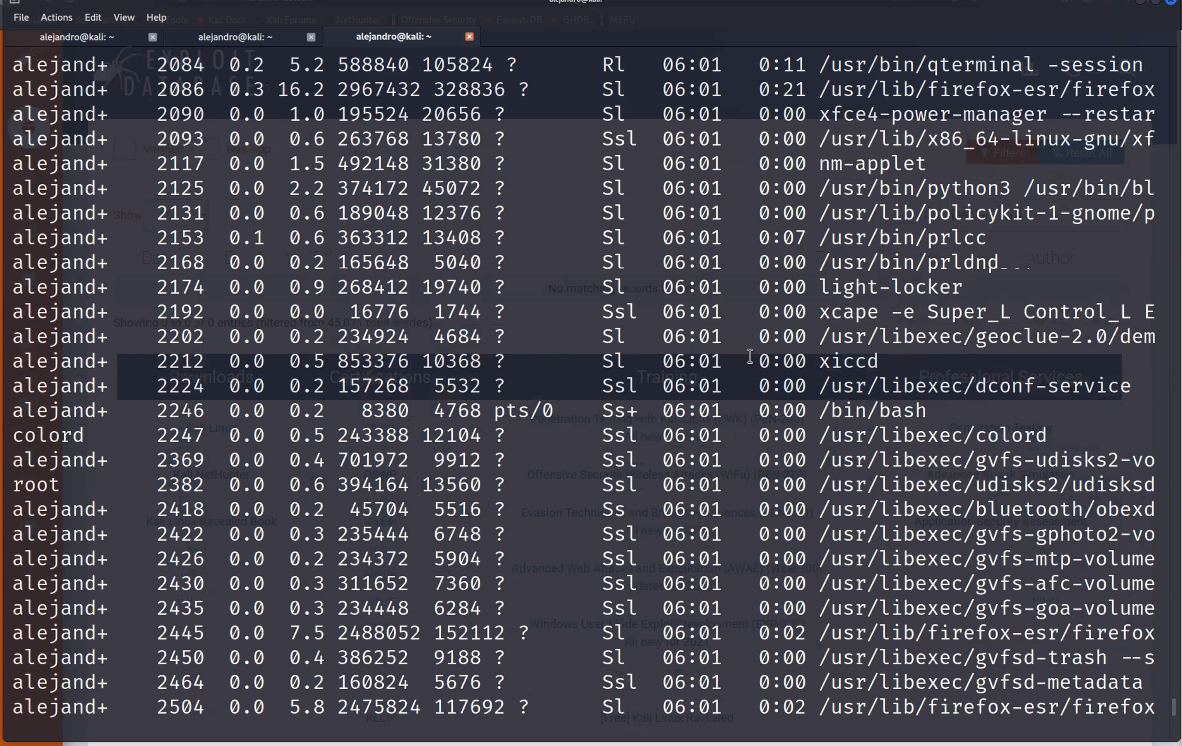 alejandro@kali: ~
File Actions Edit View Help
alejandro@kali: ~ alejandro@kali: ~ alejandro@kali: ~
alejand+ 2084 0.2 5.2 588840 105824 ? Rl 06:01 0:11 /usr/bin/qterminal -session
alejand+ 2086 0.3 16.2 2967432 328836 ? Sl 06:01 0:21 /usr/lib/firefox-esr/firefox
alejand+ 2090 0.0 1.0 195524 20656 ? Sl 06:01 0:00 xfce4-power-manager --restar
alejand+ 2093 0.0 0.6 263768 13780 ? Ssl 06:01 0:00 /usr/lib/x86_64-linux-gnu/xf
alejand+ 2117 0.0 1.5 492148 31380 ? Sl 06:01 0:00 nm-applet
alejand+ 2125 0.0 2.2 374172 45072 ? Sl 06:01 0:00 /usr/bin/python3 /usr/bin/bl
alejand+ 2131 0.0 0.6 189048 12376 ? Sl 06:01 0:00 /usr/lib/policykit-1-gnome/p
alejand+ 2153 0.1 0.6 363312 13408 ? Sl 06:01 0:07 /usr/bin/prlcc
alejand+ 2168 0.0 0.2 165648 5040 ? Sl 06:01 0:00 /usr/bin/prldnd
alejand+ 2174 0.0 0.9 268412 19740 ? Sl 06:01 0:00 light-locker
alejand+ 2192 0.0 0.0 16776 1744 ? Ssl 06:01 0:00 xcape -e Super_L Control_L E
alejand+ 2202 0.0 0.2 234924 4684 ? Sl 06:01 0:00 /usr/libexec/geoclue-2.0/dem
alejand+ 2212 0.0 0.5 853376 10368 ? Sl 06:01 0:00 xiccd
alejand+ 2224 0.0 0.2 157268 5532 ? Ssl 06:01 0:00 /usr/libexec/dconf-service
alejand+ 2246 0.0 0.2 8380 4768 pts/0 Ss+ 06:01 0:00 /bin/bash
colord 2247 0.0 0.5 243388 12104 ? Ssl 06:01 0:00 /usr/libexec/colord
alejand+ 2369 0.0 0.4 701972 9912 ? Ssl 06:01 0:00 /usr/libexec/gvfs-udisks2-vo
root 2382 0.0 0.6 394164 13560 ? Ssl 06:01 0:00 /usr/libexec/udisks2/udisksd
alejand+ 2418 0.0 0.2 45704 5516 ? Ss 06:01 0:00 /usr/libexec/bluetooth/obexd
alejand+ 2422 0.0 0.3 235444 6748 ? Ssl 06:01 0:00 /usr/libexec/gvfs-gphoto2-vo
alejand+ 2426 0.0 0.2 234372 5904 ? Ssl 06:01 0:00 /usr/libexec/gvfs-mtp-volume
alejand+ 2430 0.0 0.3 311652 7360 ? Ssl 06:01 0:00 /usr/libexec/gvfs-afc-volume
alejand+ 2435 0.0 0.3 234448 6284 ? Ssl 06:01 0:00 /usr/libexec/gvfs-goa-volume
alejand+ 2445 0.0 7.5 2488052 152112 ? Sl 06:01 0:02 /usr/lib/firefox-esr/firefox
alejand+ 2450 0.0 0.4 386252 9188 ? Sl 06:01 0:00 /usr/libexec/gvfsd-trash --s
alejand+ 2464 0.0 0.2 160824 5676 ? Ssl 06:01 0:00 /usr/libexec/gvfsd-metadata
alejand+ 2504 0.0 5.8 2475824 117692 ? Sl 06:01 0:02 /usr/lib/firefox-esr/firefox